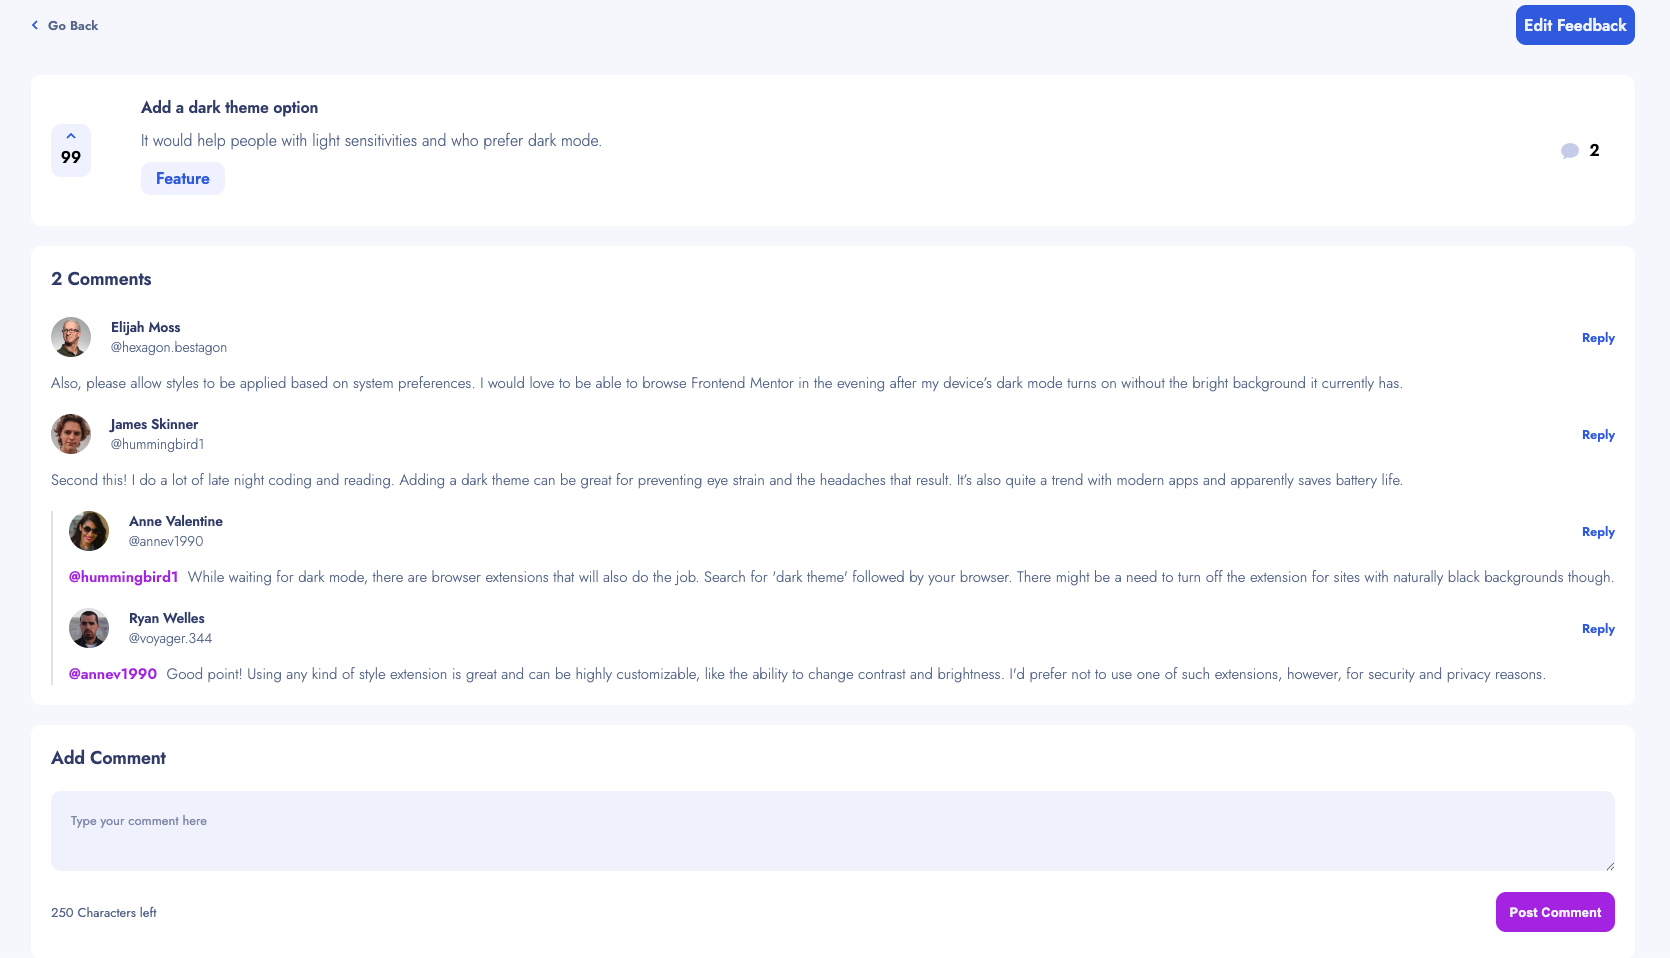 Go Back
Edit Feedback
Add a dark theme option
99
It would help people with light sensitivities and who prefer dark mode.
2
Feature
2 Comments
Elijah Moss
@hexagon.bestagon
Reply
Also, please allow styles to be applied based on system preferences. I would love to be able to browse Frontend Mentor in the evening after my device's dark mode turns on without the bright background it currently has.
James Skinner
@hummingbird1
Reply
Second this! I do a lot of late night coding and reading. Adding a dark theme can be great for preventing eye strain and the headaches that result. It's also quite a trend with modern apps and apparently saves battery life.
Anne Valentine
@annev1990
Reply
@hummingbird1 While waiting for dark mode, there are browser extensions that will also do the job. Search for 'dark theme' followed by your browser. There might be a need to turn off the extension for sites with naturally black backgrounds though.
Ryan Welles
@voyager.344
Reply
@annev1990 Good point! Using any kind of style extension is great and can be highly customizable, like the ability to change contrast and brightness. I'd prefer not to use one of such extensions, however, for security and privacy reasons.
Add Comment
Type your comment here
250 Characters left
Post Comment